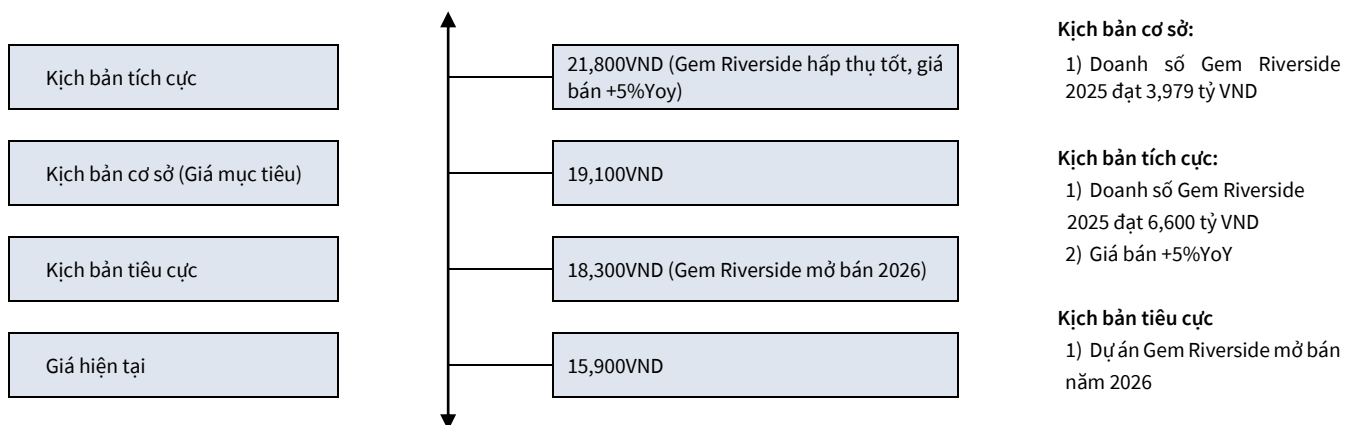 Kịch bản tích cực
21,800VND (Gem Riverside hấp thụ tốt, giá
bán +5%Yoy)
Kịch bản cơ sở (Giá mục tiêu)
19,100VND
Kịch bản tiêu cực
18,300VND (Gem Riverside mở bán 2026)
Giá hiện tại
15,900VND
Kịch bản cơ sở:
1) Doanh số Gem Riverside
2025 đạt 3,979 tỷ VND
Kịch bản tích cực:
1) Doanh số Gem Riverside
2025 đạt 6,600 tỷ VND
2) Giá bán +5%YoY
Kịch bản tiêu cực
1) Dự án Gem Riverside mở bán
năm 2026